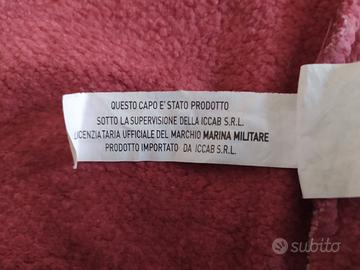 QUESTO CAPO E' STATO PRODOTTO
SOTTO LA SUPERVISIONE DELLA ICCAB S.R.L.
LICENZIATARIA UFFICIALE DEL MARCHIO MARINA MILITARE
PRODOTTO IMPORTATO DA ICCAB S.R.L.
subito